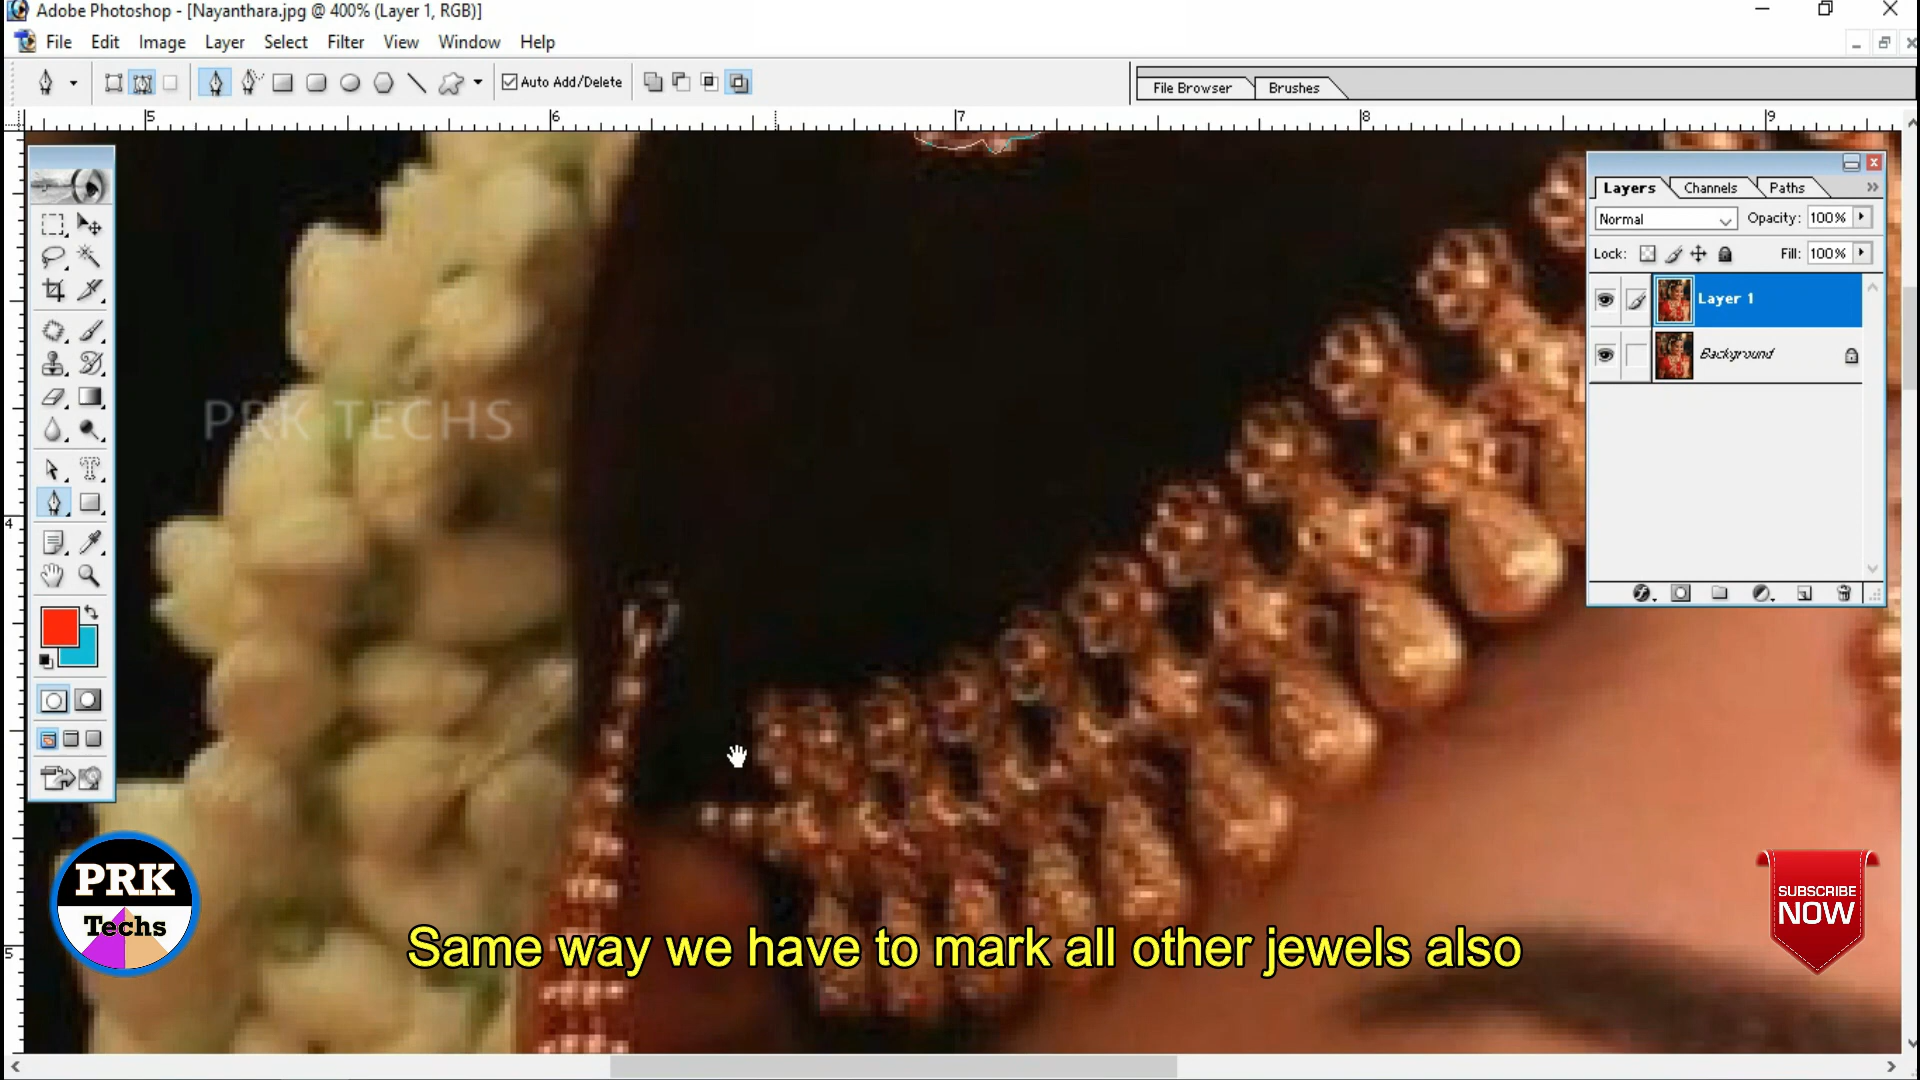 Adobe Photoshop - [Nayanthara.jpg @ 400% (Layer 1, RGB)]
File Edit Image Layer Select Filter View Window Help
Auto Add/Delete
File Browser Brushes
5 6 7 8 9
Layers Channels Paths
Normal Opacity: 100%
Lock: Fill: 100%
Layer 1
Background
PRK TECHS
4
5
PRK
Techs
SUBSCRIBE
NOW
Same way we have to mark all other jewels also